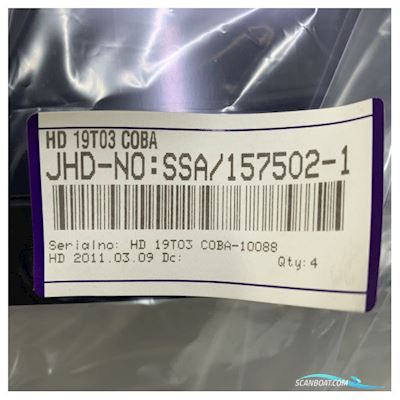 HD 19T03 COBA
JHD-NO:SSA/157502-1
Serialno: HD 19T03 COBA-10088
HD 2011.03.09 Dc:
Qty: 4
SCANBOAT.COM